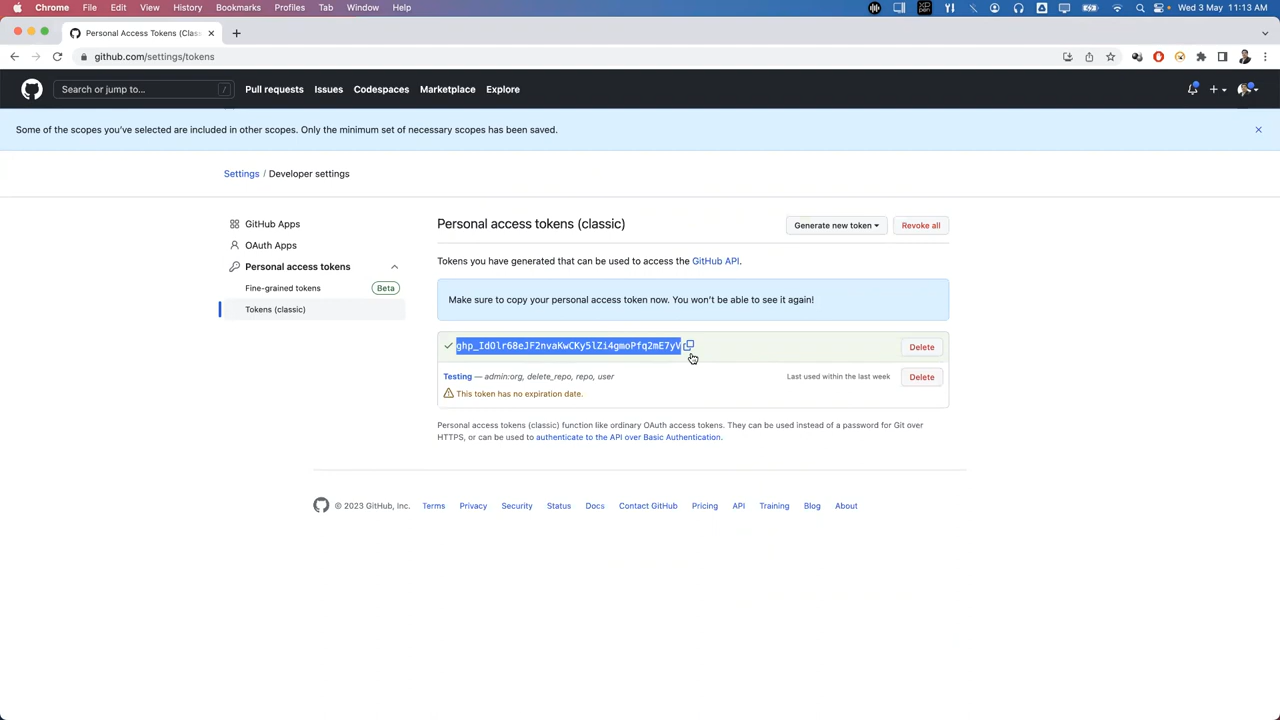 Chrome File Edit View History Bookmarks Profiles Tab Window Help Wed 3 May 11:13 AM
Personal Access Tokens (Class
github.com/settings/tokens
Search or jump to... / Pull requests Issues Codespaces Marketplace Explore
Some of the scopes you've selected are included in other scopes. Only the minimum set of necessary scopes has been saved.
Settings / Developer settings
GitHub Apps
OAuth Apps
Personal access tokens
Fine-grained tokens Beta
Tokens (classic)
Personal access tokens (classic) Generate new token Revoke all
Tokens you have generated that can be used to access the GitHub API.
Make sure to copy your personal access token now. You won't be able to see it again!
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 Delete
Testing — admin:org, delete_repo, repo, user Last used within the last week Delete
This token has no expiration date.
Personal access tokens (classic) function like ordinary OAuth access tokens. They can be used instead of a password for Git over
HTTPS, or can be used to authenticate to the API over Basic Authentication.
© 2023 GitHub, Inc. Terms Privacy Security Status Docs Contact GitHub Pricing API Training Blog About